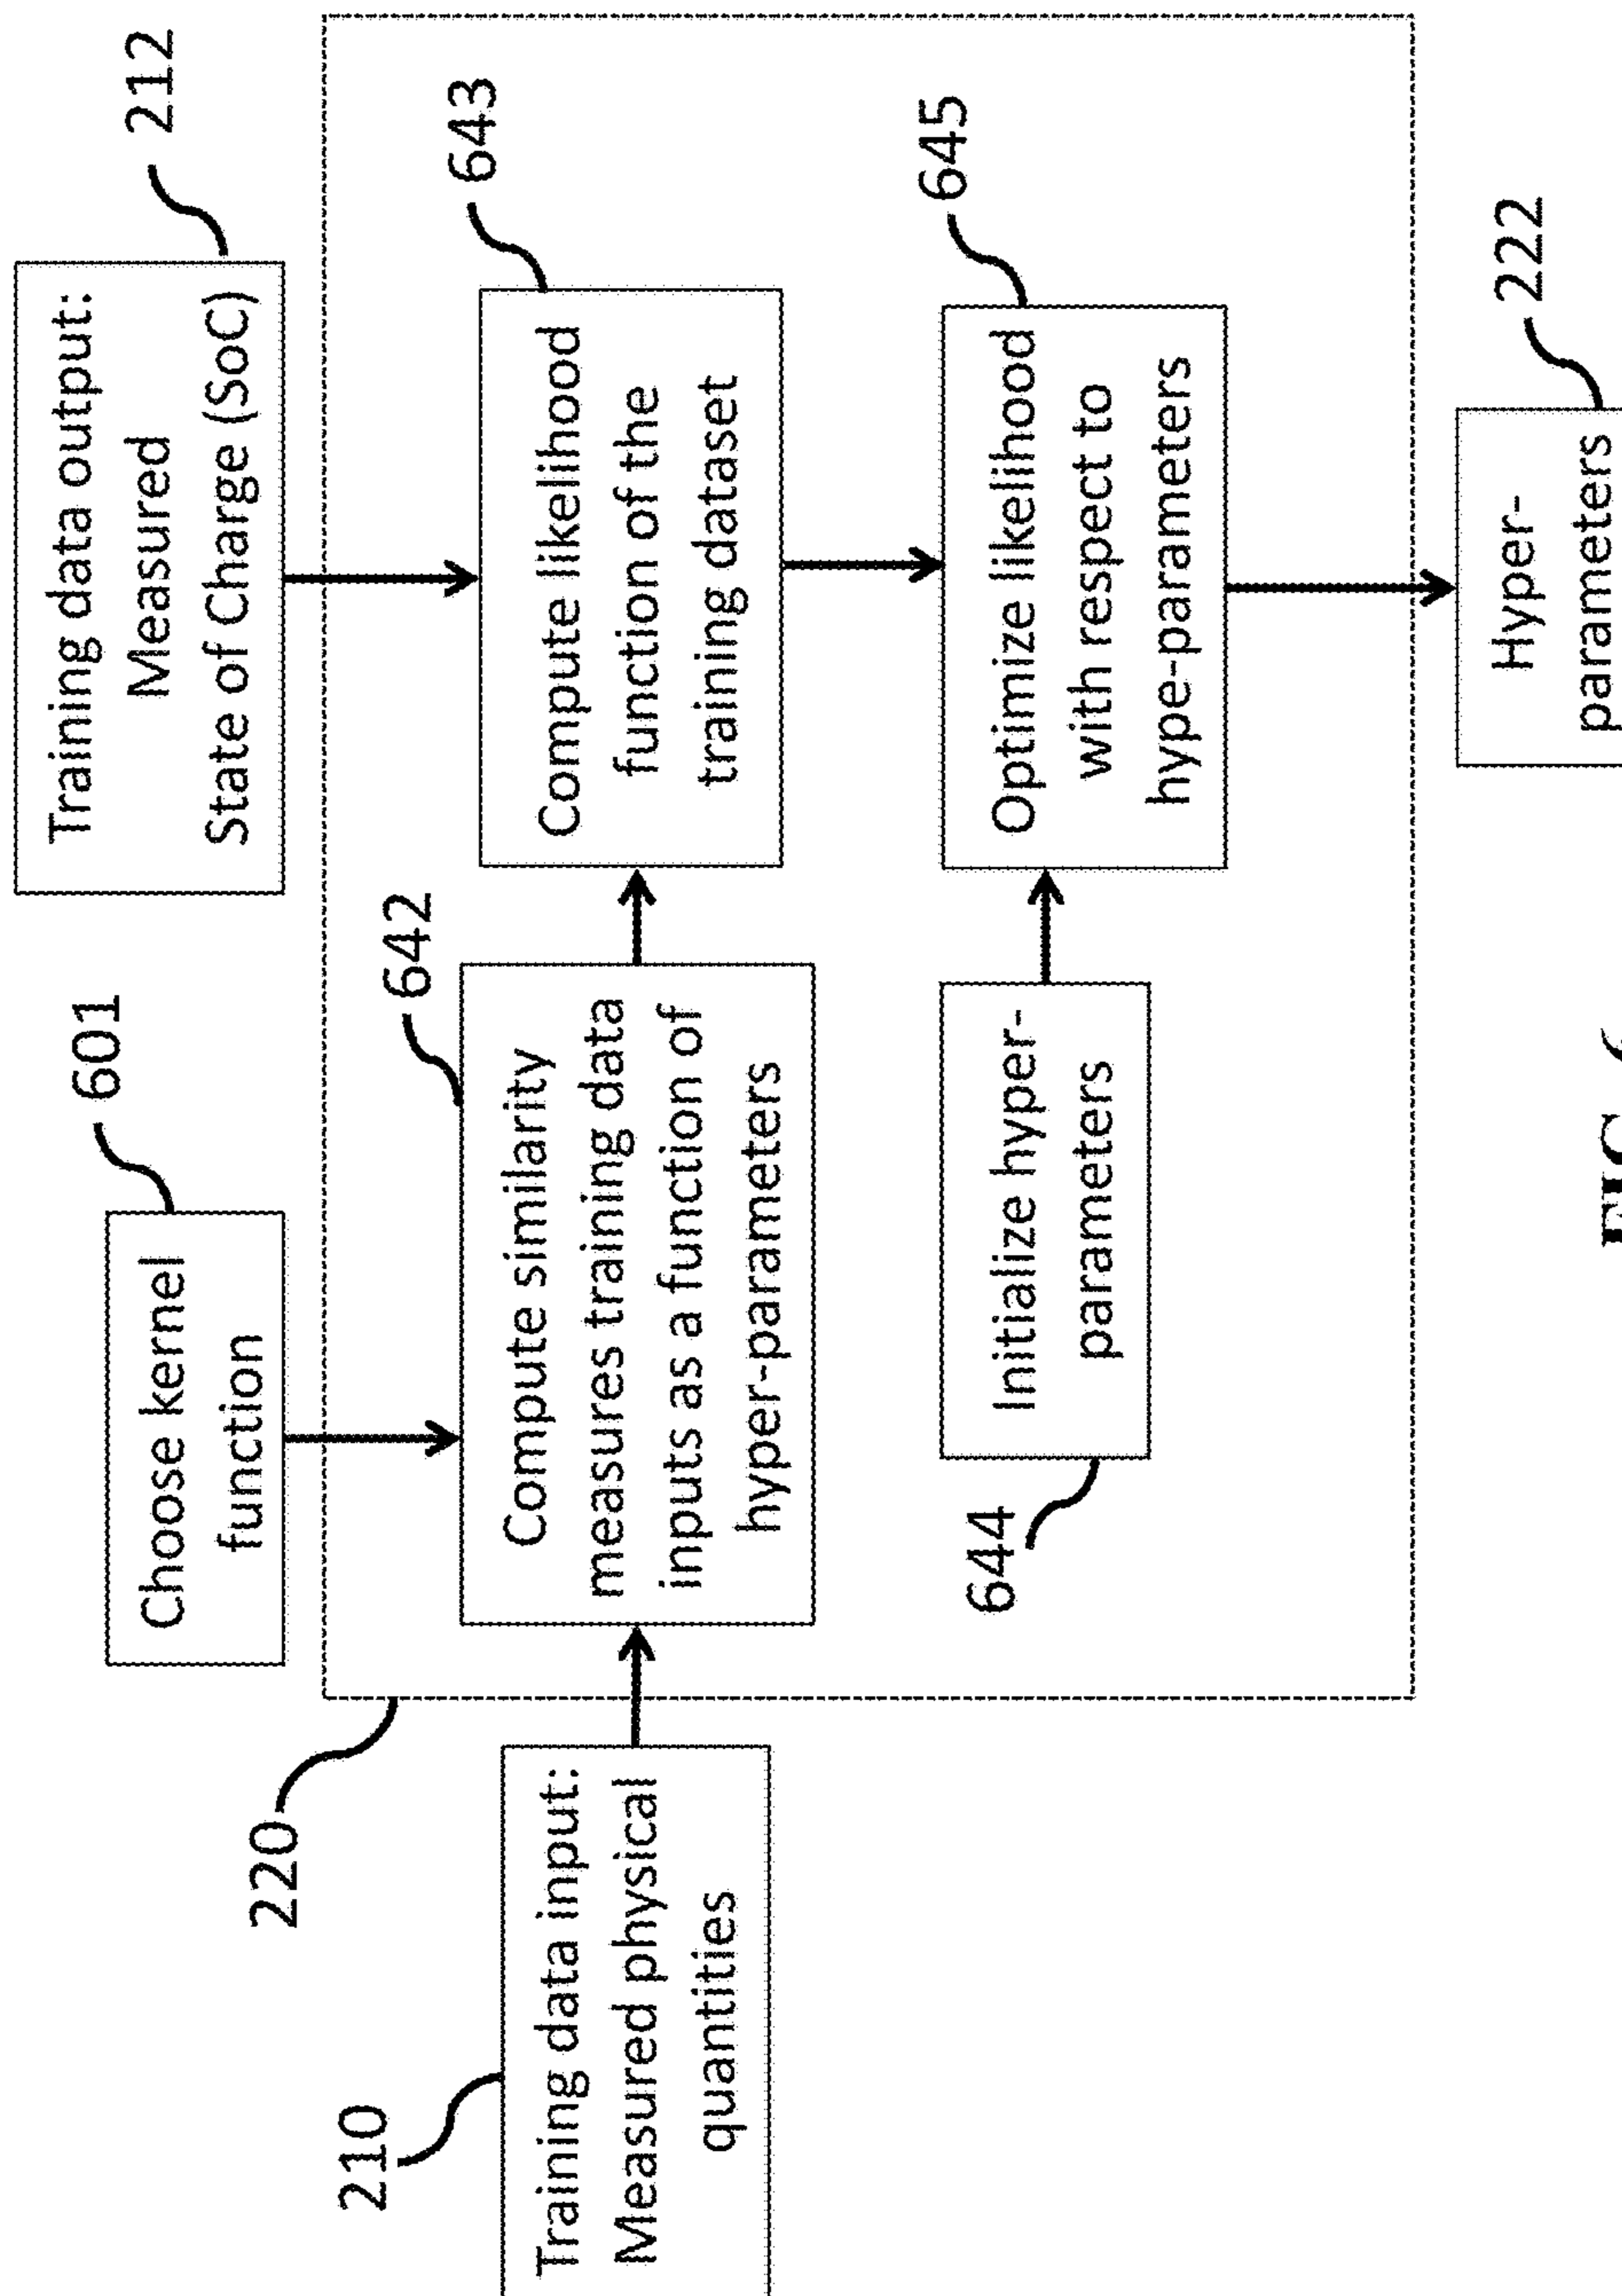 601
Choose kernel
function
Training data output:
Measured
State of Charge (SoC)
212
220
210
Training data input:
Measured physical
quantities
642
Compute similarity
measures training data
inputs as a function of
hyper-parameters
643
Compute likelihood
function of the
training dataset
644
Initialize hyper-
parameters
645
Optimize likelihood
with respect to
hype-parameters
222
Hyper-
parameters